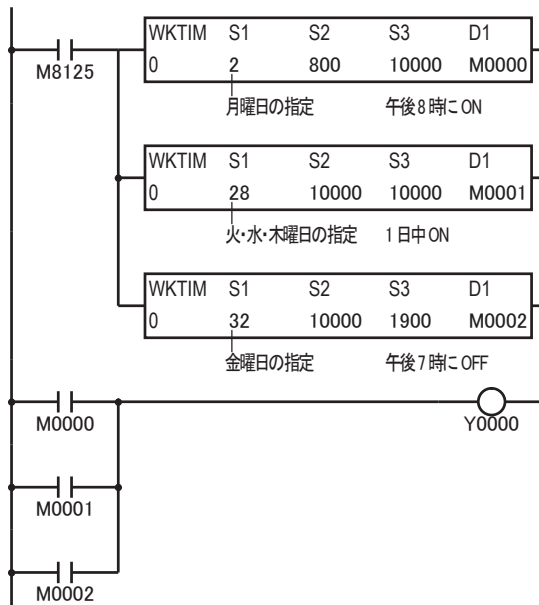 WKTIM S1 S2 S3 D1
0 2 800 10000 M0000
M8125
月曜日の指定 午後8時にON
WKTIM S1 S2 S3 D1
0 28 10000 10000 M0001
火・水・木曜日の指定 1日中ON
WKTIM S1 S2 S3 D1
0 32 10000 1900 M0002
金曜日の指定 午後7時にOFF
M0000 Y0000
M0001
M0002